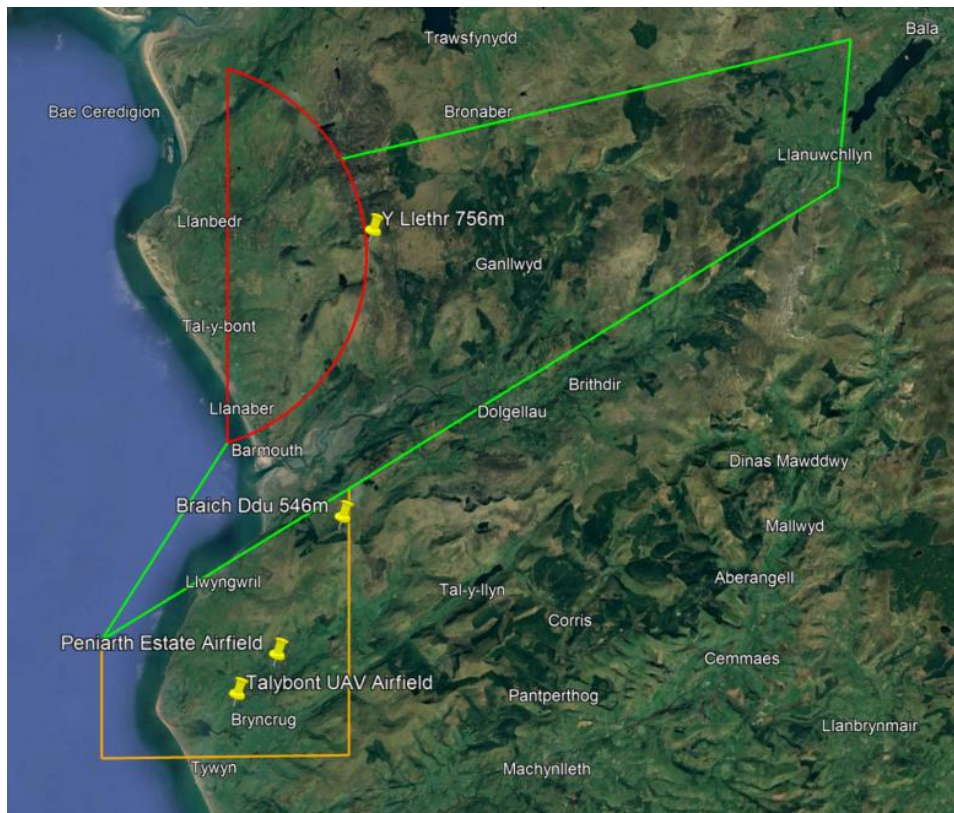 Bala
Trawsfynydd
Bae Ceredigion
Bronaber
Llanuwchllyn
Llanbedr
Y Llethr 756m
Ganllwyd
Tal-y-bont
Brithdir
Llanaber
Dolgellau
Barmouth
Dinas Mawddwy
Braich Ddu 546m
Mallwyd
Llwyngwril
Tal-y-llyn
Aberangell
Corris
Peniarth Estate Airfield
Cemmaes
Talybont UAV Airfield
Pantperthog
Bryncrug
Llanbrynmair
Tywyn
Machynlleth